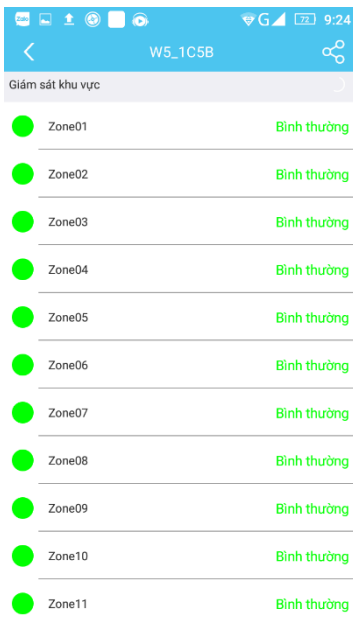 Zalo G 72 9:24
W5_1C5B
Giám sát khu vực
Zone01 Bình thường
Zone02 Bình thường
Zone03 Bình thường
Zone04 Bình thường
Zone05 Bình thường
Zone06 Bình thường
Zone07 Bình thường
Zone08 Bình thường
Zone09 Bình thường
Zone10 Bình thường
Zone11 Bình thường